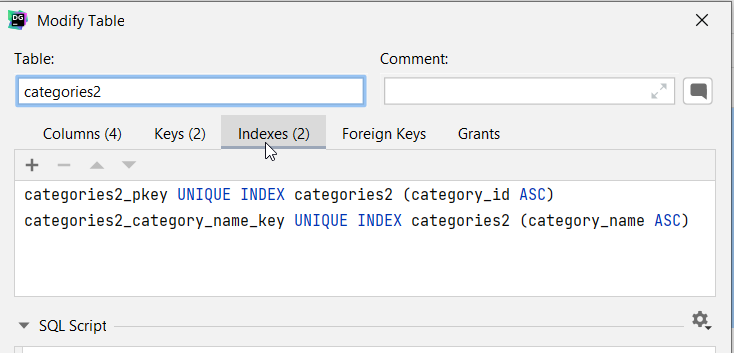 DG
Modify Table
Table: Comment:
categories2
Columns (4) Keys (2) Indexes (2) Foreign Keys Grants
categories2_pkey UNIQUE INDEX categories2 (category_id ASC)
categories2_category_name_key UNIQUE INDEX categories2 (category_name ASC)
SQL Script